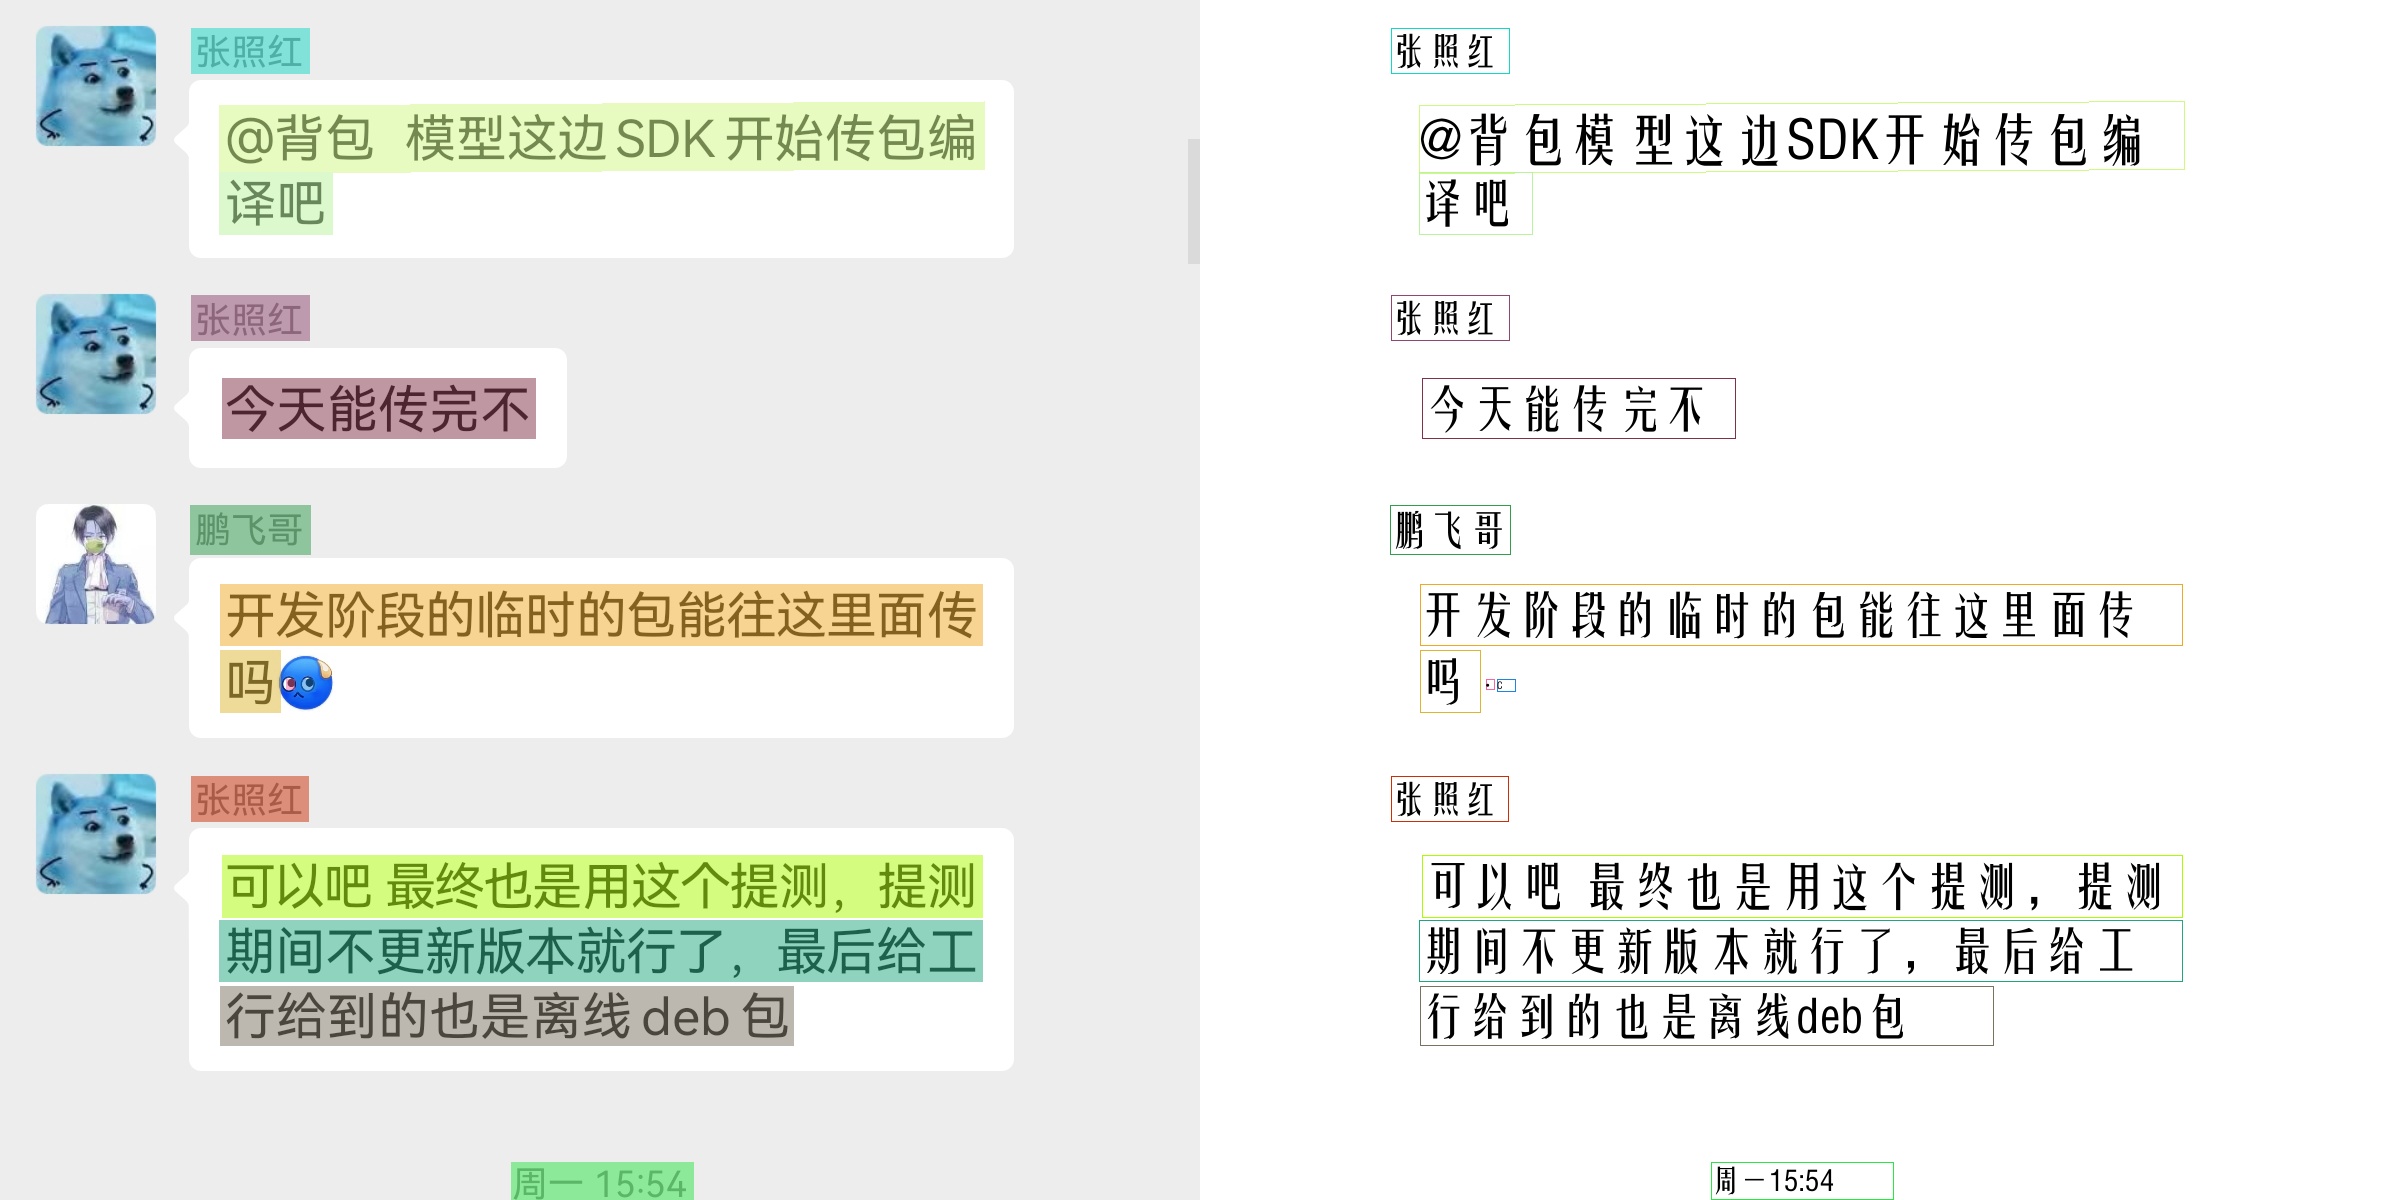 张照红
@背包 模型这边SDK开始传包编
译吧
张照红
今天能传完不
鹏飞哥
开发阶段的临时的包能往这里面传
吗
张照红
可以吧 最终也是用这个提测，提测
期间不更新版本就行了，最后给工
行给到的也是离线deb包
周一 15:54
张照红
@背包模型这边SDK开始传包编
译吧
张照红
今天能传完不
鹏飞哥
开发阶段的临时的包能往这里面传
吗
张照红
可以吧 最终也是用这个提测，提测
期间不更新版本就行了，最后给工
行给到的也是离线deb包
周一15:54